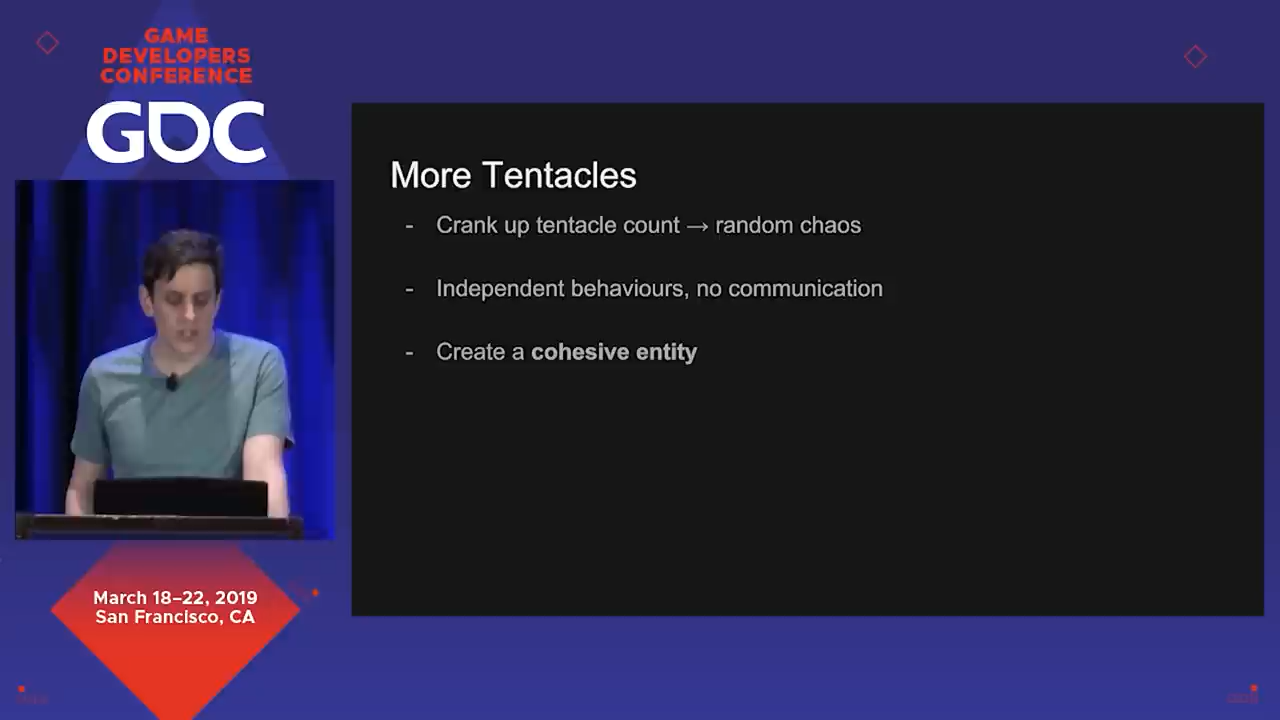 GAME
DEVELOPERS
CONFERENCE
GDC
More Tentacles
- Crank up tentacle count → random chaos
- Independent behaviours, no communication
- Create a cohesive entity
March 18–22, 2019
San Francisco, CA